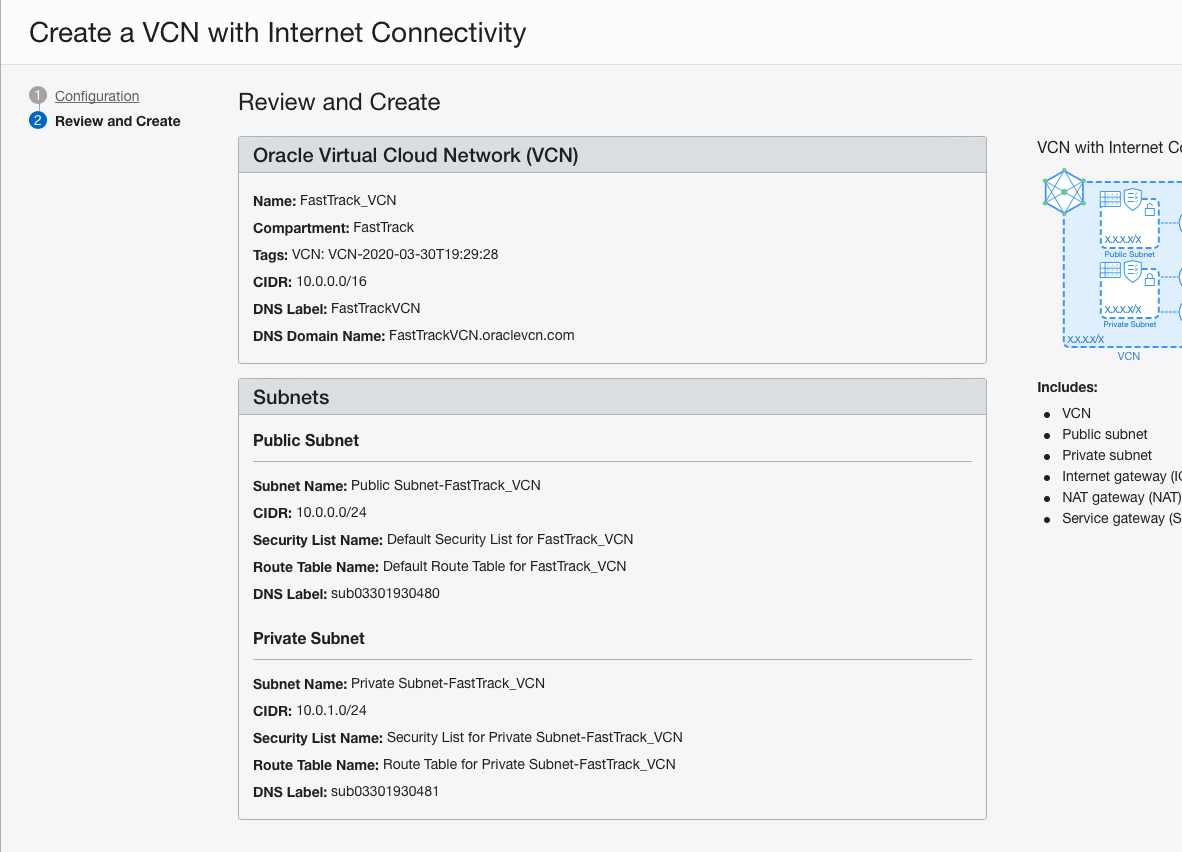 Create a VCN with Internet Connectivity
1 Configuration
2 Review and Create
Review and Create
Oracle Virtual Cloud Network (VCN)
Name: FastTrack_VCN
Compartment: FastTrack
Tags: VCN: VCN-2020-03-30T19:29:28
CIDR: 10.0.0.0/16
DNS Label: FastTrackVCN
DNS Domain Name: FastTrackVCN.oraclevcn.com
Subnets
Public Subnet
Subnet Name: Public Subnet-FastTrack_VCN
CIDR: 10.0.0.0/24
Security List Name: Default Security List for FastTrack_VCN
Route Table Name: Default Route Table for FastTrack_VCN
DNS Label: sub03301930480
Private Subnet
Subnet Name: Private Subnet-FastTrack_VCN
CIDR: 10.0.1.0/24
Security List Name: Security List for Private Subnet-FastTrack_VCN
Route Table Name: Route Table for Private Subnet-FastTrack_VCN
DNS Label: sub03301930481
VCN with Internet
X.X.X.X/X
Public Subnet
X.X.X.X/X
Private Subnet
X.X.X.X/X
VCN
Includes:
VCN
Public subnet
Private subnet
Internet gateway
NAT gateway (NAT)
Service gateway